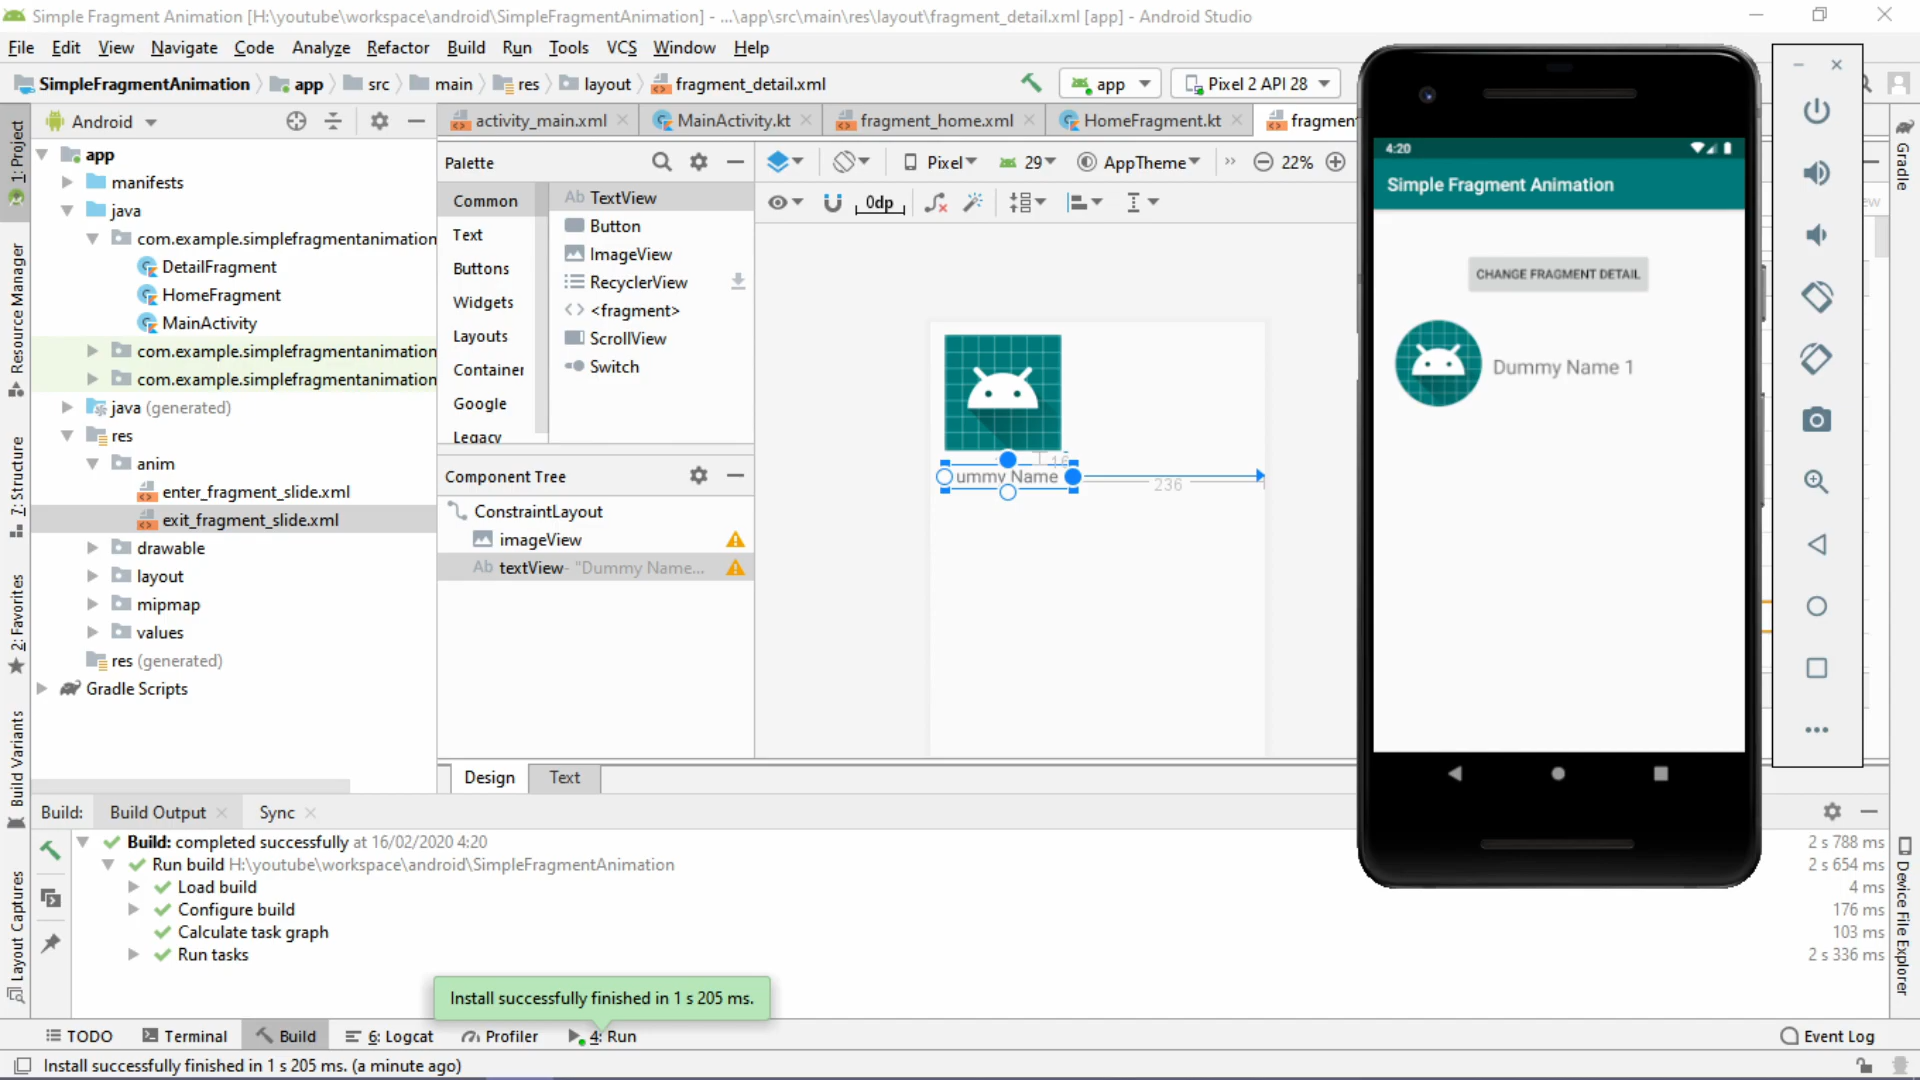 Simple Fragment Animation [H:\youtube\workspace\android\SimpleFragmentAnimation] - ...\app\src\main\res\layout\fragment_detail.xml [app] - Android Studio
File Edit View Navigate Code Analyze Refactor Build Run Tools VCS Window Help
SimpleFragmentAnimation app src main res layout fragment_detail.xml app Pixel 2 API 28
Android
activity_main.xml MainActivity.kt fragment_home.xml HomeFragment.kt fragment
1: Project
Resource Manager
7: Structure
2: Favorites
Build Variants
Layout Captures
app
manifests
java
com.example.simplefragmentanimation
DetailFragment
HomeFragment
MainActivity
com.example.simplefragmentanimation
com.example.simplefragmentanimation
java (generated)
res
anim
enter_fragment_slide.xml
exit_fragment_slide.xml
drawable
layout
mipmap
values
res (generated)
Gradle Scripts
Palette
Common
Text
Buttons
Widgets
Layouts
Container
Google
Legacy
Ab TextView
Button
ImageView
RecyclerView
<fragment>
ScrollView
Switch
Component Tree
ConstraintLayout
imageView
Ab textView- "Dummy Name...
Pixel 29 AppTheme » 22%
0dp
16
ummy Name
236
Design Text
4:20
Simple Fragment Animation
CHANGE FRAGMENT DETAIL
Dummy Name 1
Gradle
Device File Explorer
Build: Build Output Sync
Build: completed successfully at 16/02/2020 4:20 2 s 788 ms
Run build H:\youtube\workspace\android\SimpleFragmentAnimation 2 s 654 ms
Load build 4 ms
Configure build 176 ms
Calculate task graph 103 ms
Run tasks 2 s 336 ms
Install successfully finished in 1 s 205 ms.
TODO Terminal Build 6: Logcat Profiler 4: Run Event Log
Install successfully finished in 1 s 205 ms. (a minute ago)